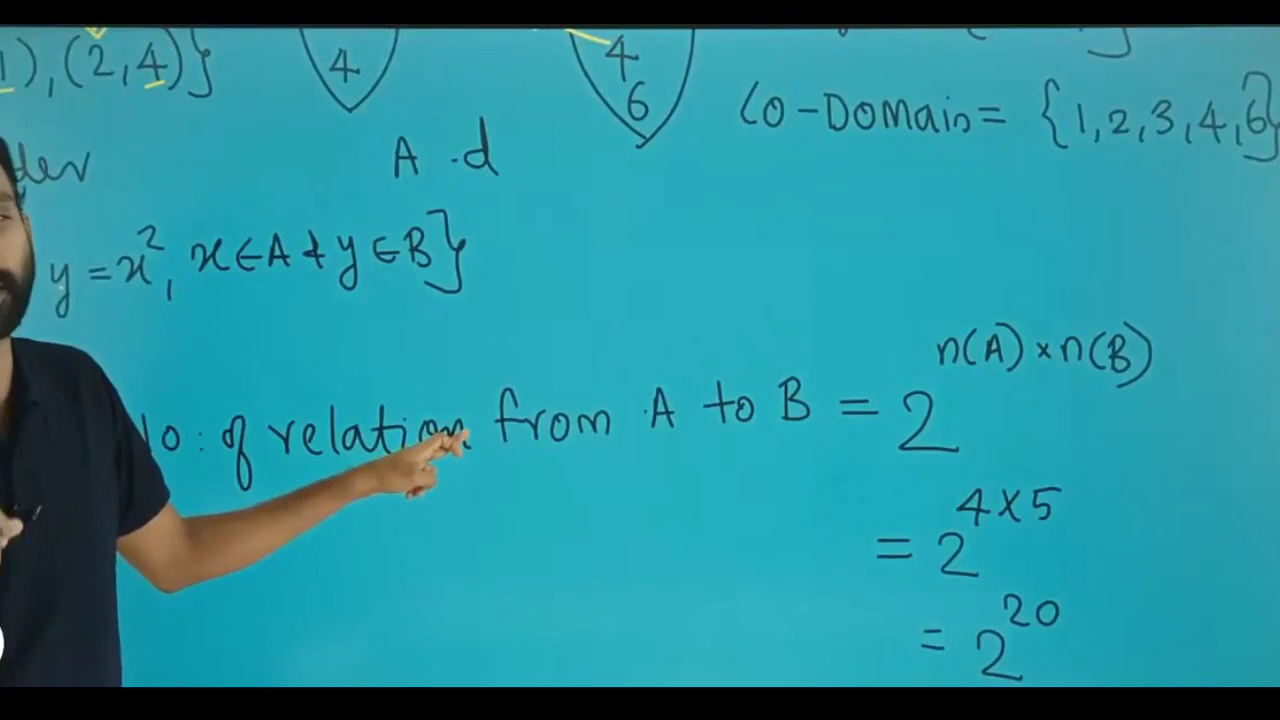 1), (2,4)}
4
4
6
Co-Domain = {1, 2, 3, 4, 6}
A .d
y = x², x ∈ A & y ∈ B}
o: of relation from A to B = 2^(n(A) × n(B))
= 2^(4×5)
= 2^20